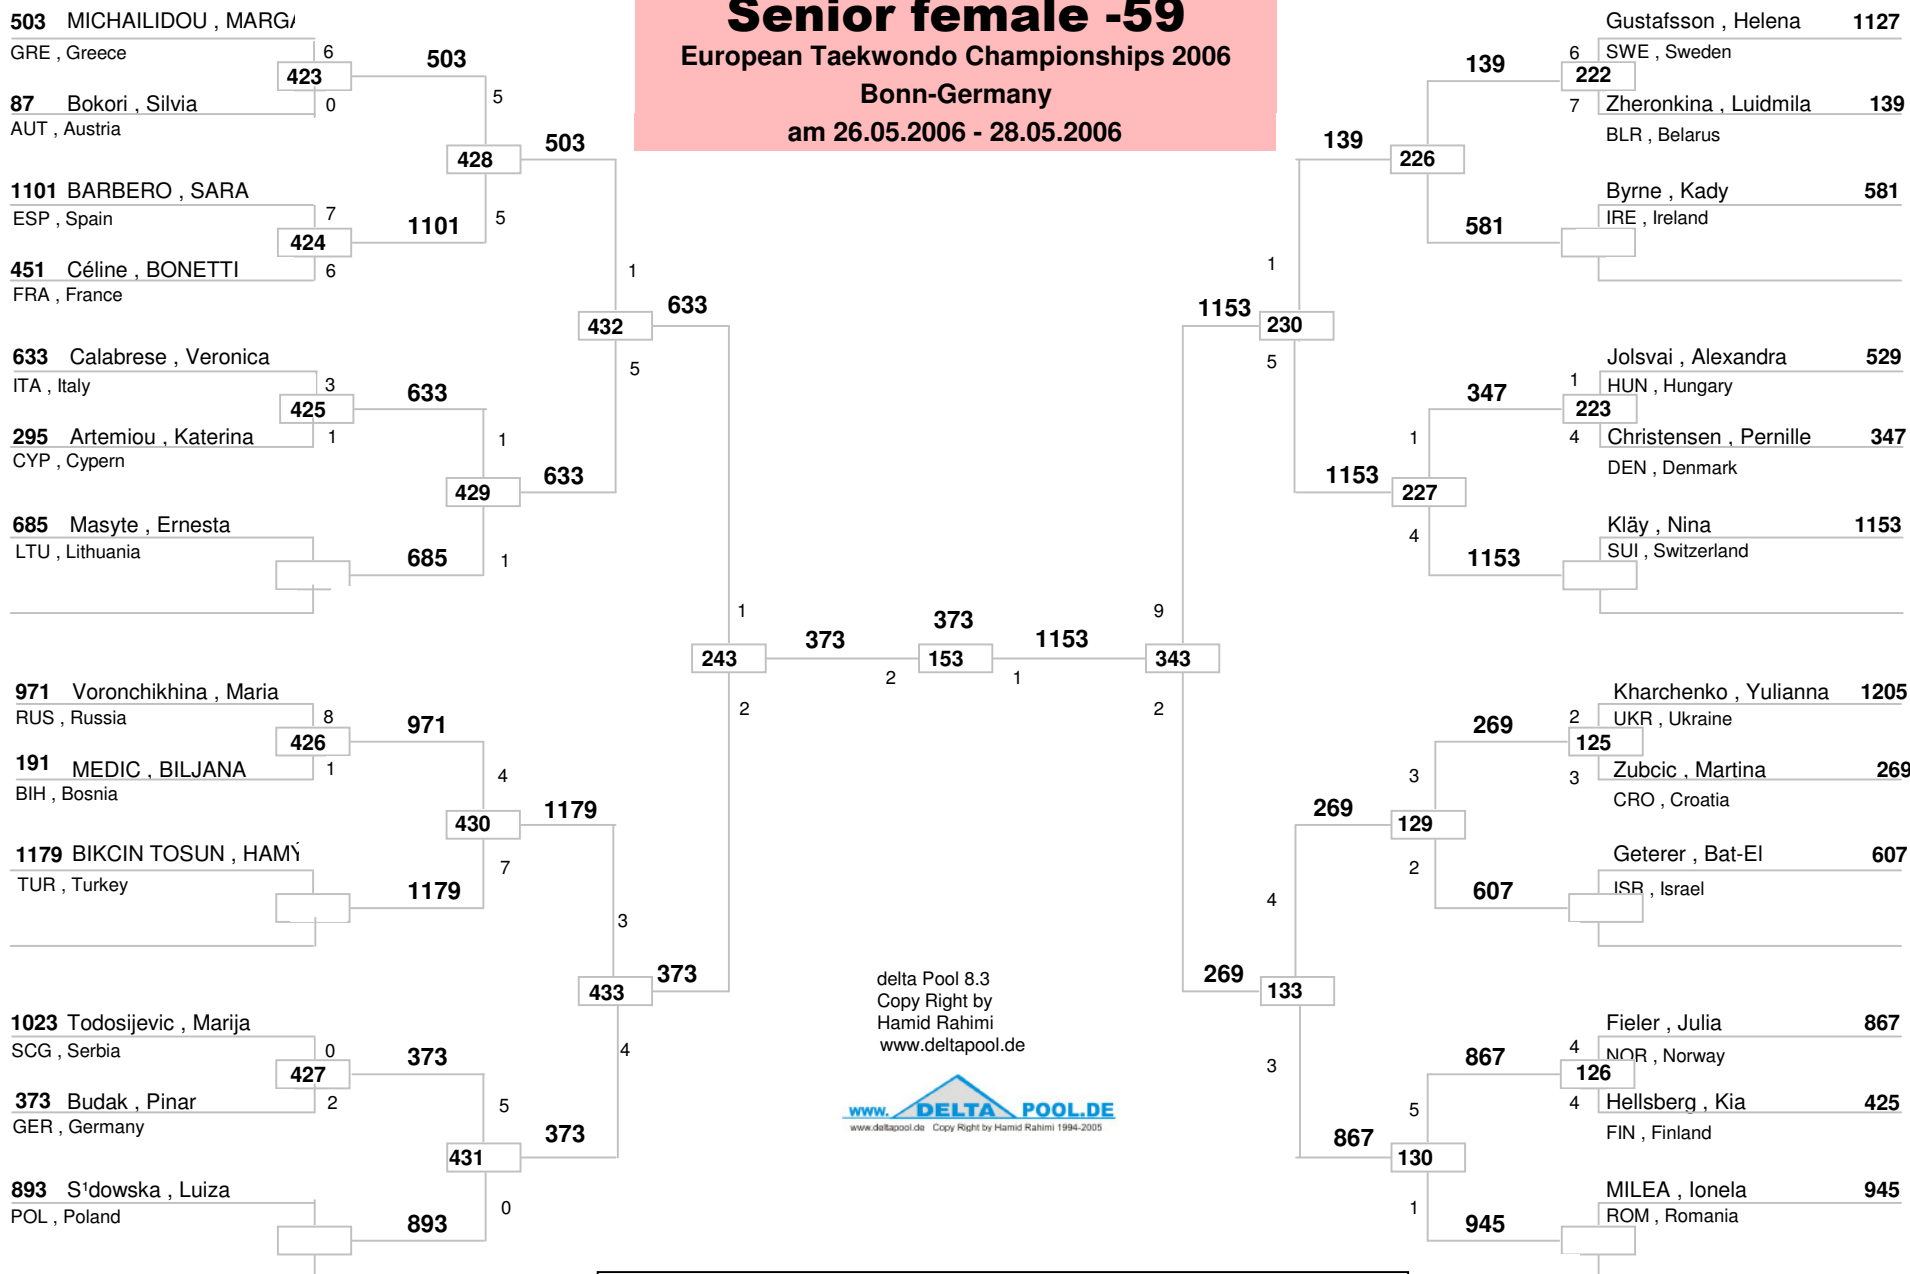 Senior female -59
European Taekwondo Championships 2006
Bonn-Germany
am 26.05.2006 - 28.05.2006
503 MICHAILIDOU , MARGA
GRE , Greece
6
423
503
87 Bokori , Silvia
0
AUT , Austria
5
428
503
1101 BARBERO , SARA
ESP , Spain
7
424
1101
5
451 Céline , BONETTI
6
FRA , France
1
432
633
633 Calabrese , Veronica
ITA , Italy
3
425
633
5
295 Artemiou , Katerina
1
CYP , Cypern
1
429
633
685 Masyte , Ernesta
LTU , Lithuania
685
1
1
243
373
2
971 Voronchikhina , Maria
RUS , Russia
8
426
971
2
191 MEDIC , BILJANA
1
BIH , Bosnia
4
430
1179
1179 BIKCIN TOSUN , HAMÝ
TUR , Turkey
1179
7
3
433
373
1023 Todosijevic , Marija
SCG , Serbia
0
427
373
4
373 Budak , Pinar
2
GER , Germany
5
431
373
893 S¹dowska , Luiza
POL , Poland
893
0
373
153
1
1153
343
Gustafsson , Helena 1127
SWE , Sweden
6
222
139
7
Zheronkina , Luidmila 139
BLR , Belarus
139
226
Byrne , Kady 581
IRE , Ireland
581
1
1153
230
5
Jolsvai , Alexandra 529
HUN , Hungary
1
223
347
4
Christensen , Pernille 347
DEN , Denmark
1
1153
227
4
Kläy , Nina 1153
SUI , Switzerland
1153
9
2
Kharchenko , Yulianna 1205
UKR , Ukraine
2
125
269
3
Zubcic , Martina 269
CRO , Croatia
3
269
129
2
Geterer , Bat-El 607
ISR , Israel
607
4
269
133
3
Fieler , Julia 867
NOR , Norway
4
126
867
4
Hellsberg , Kia 425
FIN , Finland
5
867
130
1
MILEA , Ionela 945
ROM , Romania
945
delta Pool 8.3
Copy Right by
Hamid Rahimi
www.deltapool.de
www. DELTA POOL.DE
www.deltapool.de Copy Right by Hamid Rahimi 1994-2005